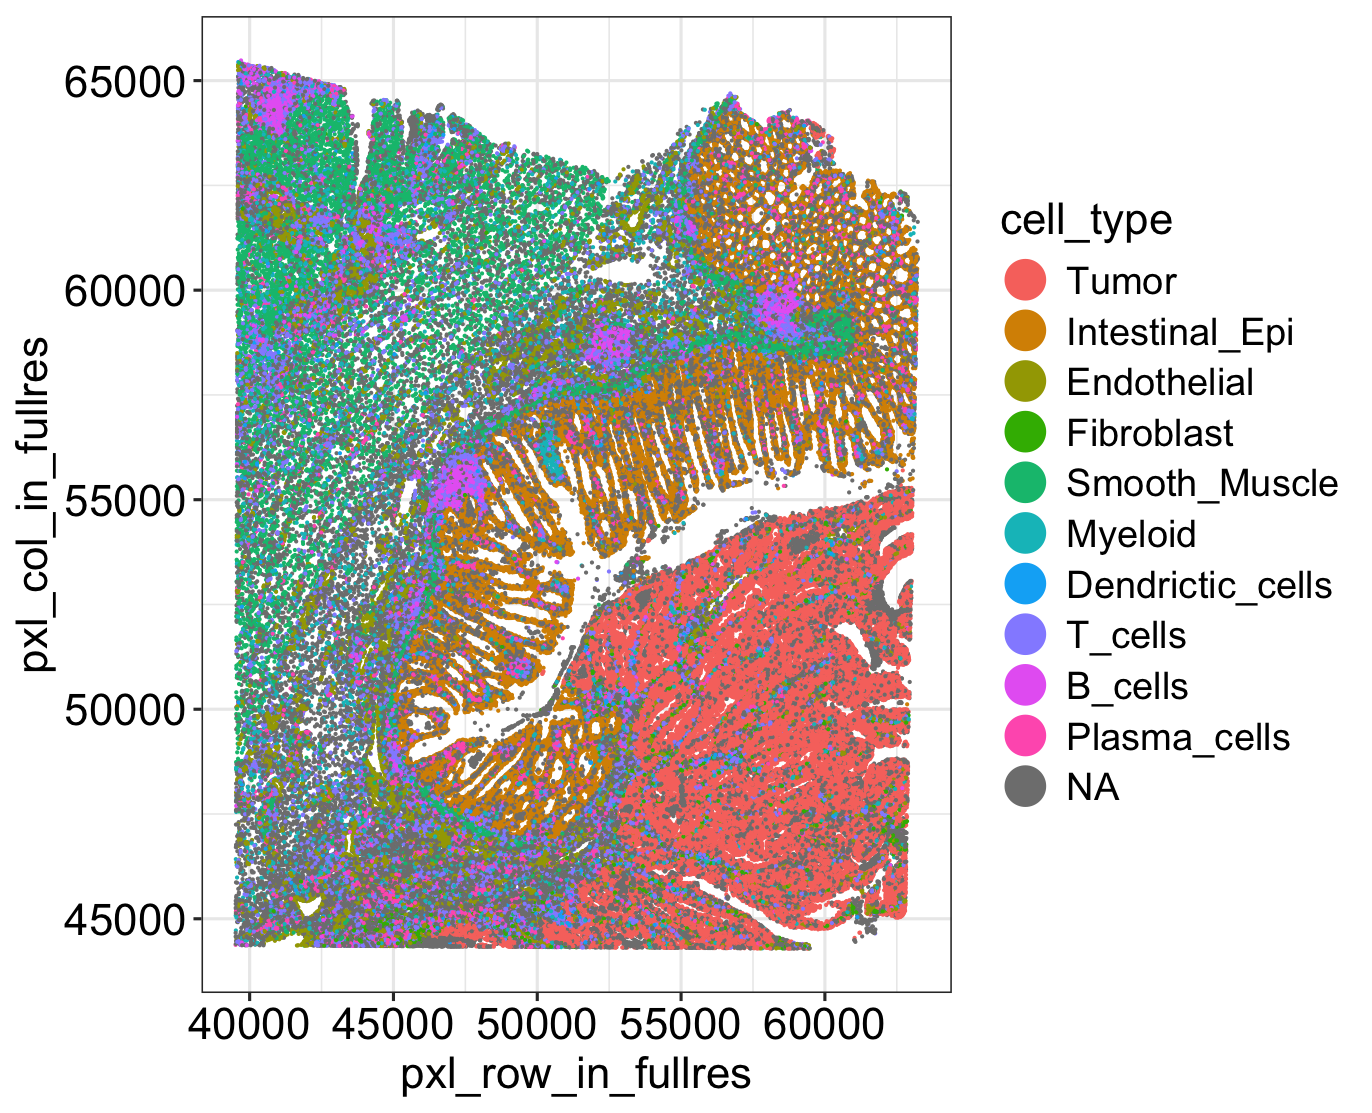 pxl_col_in_fullres
65000
60000
55000
50000
45000
40000 45000 50000 55000 60000
pxl_row_in_fullres
cell_type
Tumor
Intestinal_Epi
Endothelial
Fibroblast
Smooth_Muscle
Myeloid
Dendrictic_cells
T_cells
B_cells
Plasma_cells
NA